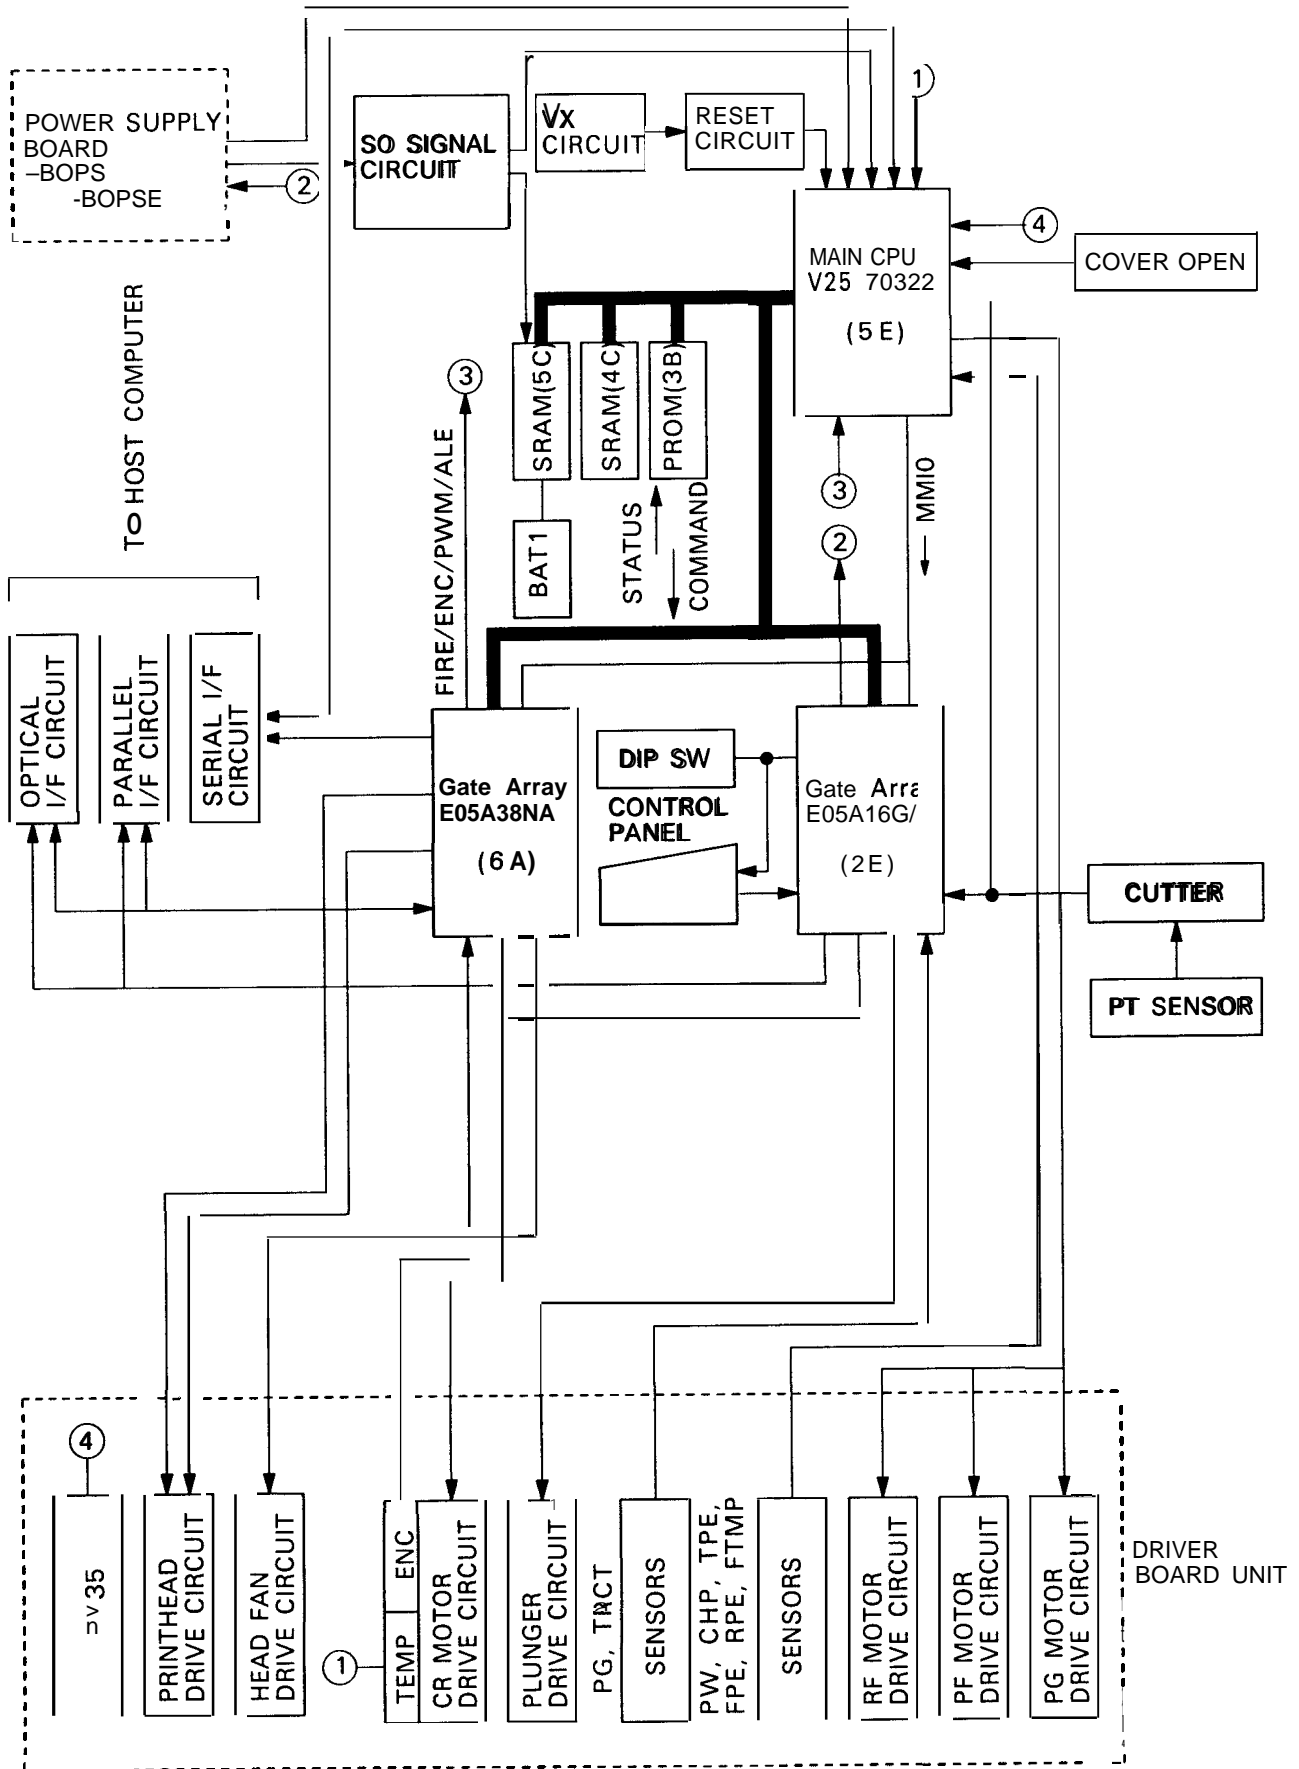 1
POWER SUPPLY
BOARD
–BOPS
-BOPSE
2
SO SIGNAL
CIRCUIT
Vx
CIRCUIT
RESET
CIRCUIT
MAIN CPU
V25 70322
(5E)
4
COVER OPEN
TO HOST COMPUTER
3
FIRE/ENC/PWM/ALE
SRAM(5C)
SRAM(4C)
PROM(3B)
BAT1
STATUS
COMMAND
3
2
MMIO
OPTICAL
I/F CIRCUIT
PARALLEL
I/F CIRCUIT
SERIAL I/F
CIRCUIT
Gate Array
E05A38NA
(6A)
DIP SW
CONTROL
PANEL
Gate Arra
E05A16G/
(2E)
CUTTER
PT SENSOR
4
35
PRINTHEAD
DRIVE CIRCUIT
HEAD FAN
DRIVE CIRCUIT
1
TEMP
ENC
CR MOTOR
DRIVE CIRCUIT
PLUNGER
DRIVE CIRCUIT
PG,
SENSORS
PW, CHP, TPE,
FPE, RPE, FTMP
SENSORS
RF MOTOR
DRIVE CIRCUIT
PF MOTOR
DRIVE CIRCUIT
PG MOTOR
DRIVE CIRCUIT
DRIVER
BOARD UNIT